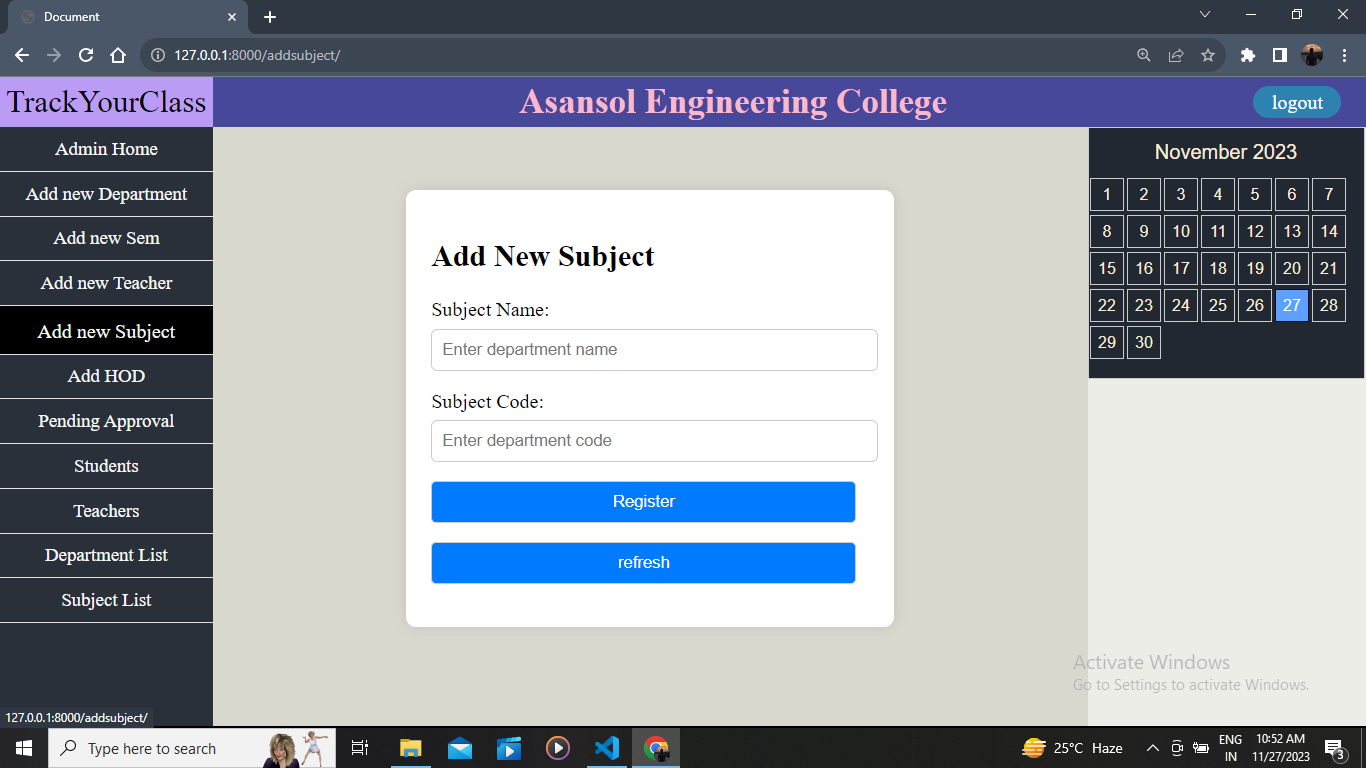 Document
127.0.0.1:8000/addsubject/
TrackYourClass
Asansol Engineering College
logout
Admin Home
Add new Department
Add new Sem
Add new Teacher
Add new Subject
Add HOD
Pending Approval
Students
Teachers
Department List
Subject List
Add New Subject
Subject Name:
Enter department name
Subject Code:
Enter department code
Register
refresh
November 2023
1 2 3 4 5 6 7
8 9 10 11 12 13 14
15 16 17 18 19 20 21
22 23 24 25 26 27 28
29 30
Activate Windows
Go to Settings to activate Windows.
127.0.0.1:8000/addsubject/
Type here to search
25°C Haze
ENG
IN
10:52 AM
11/27/2023
3